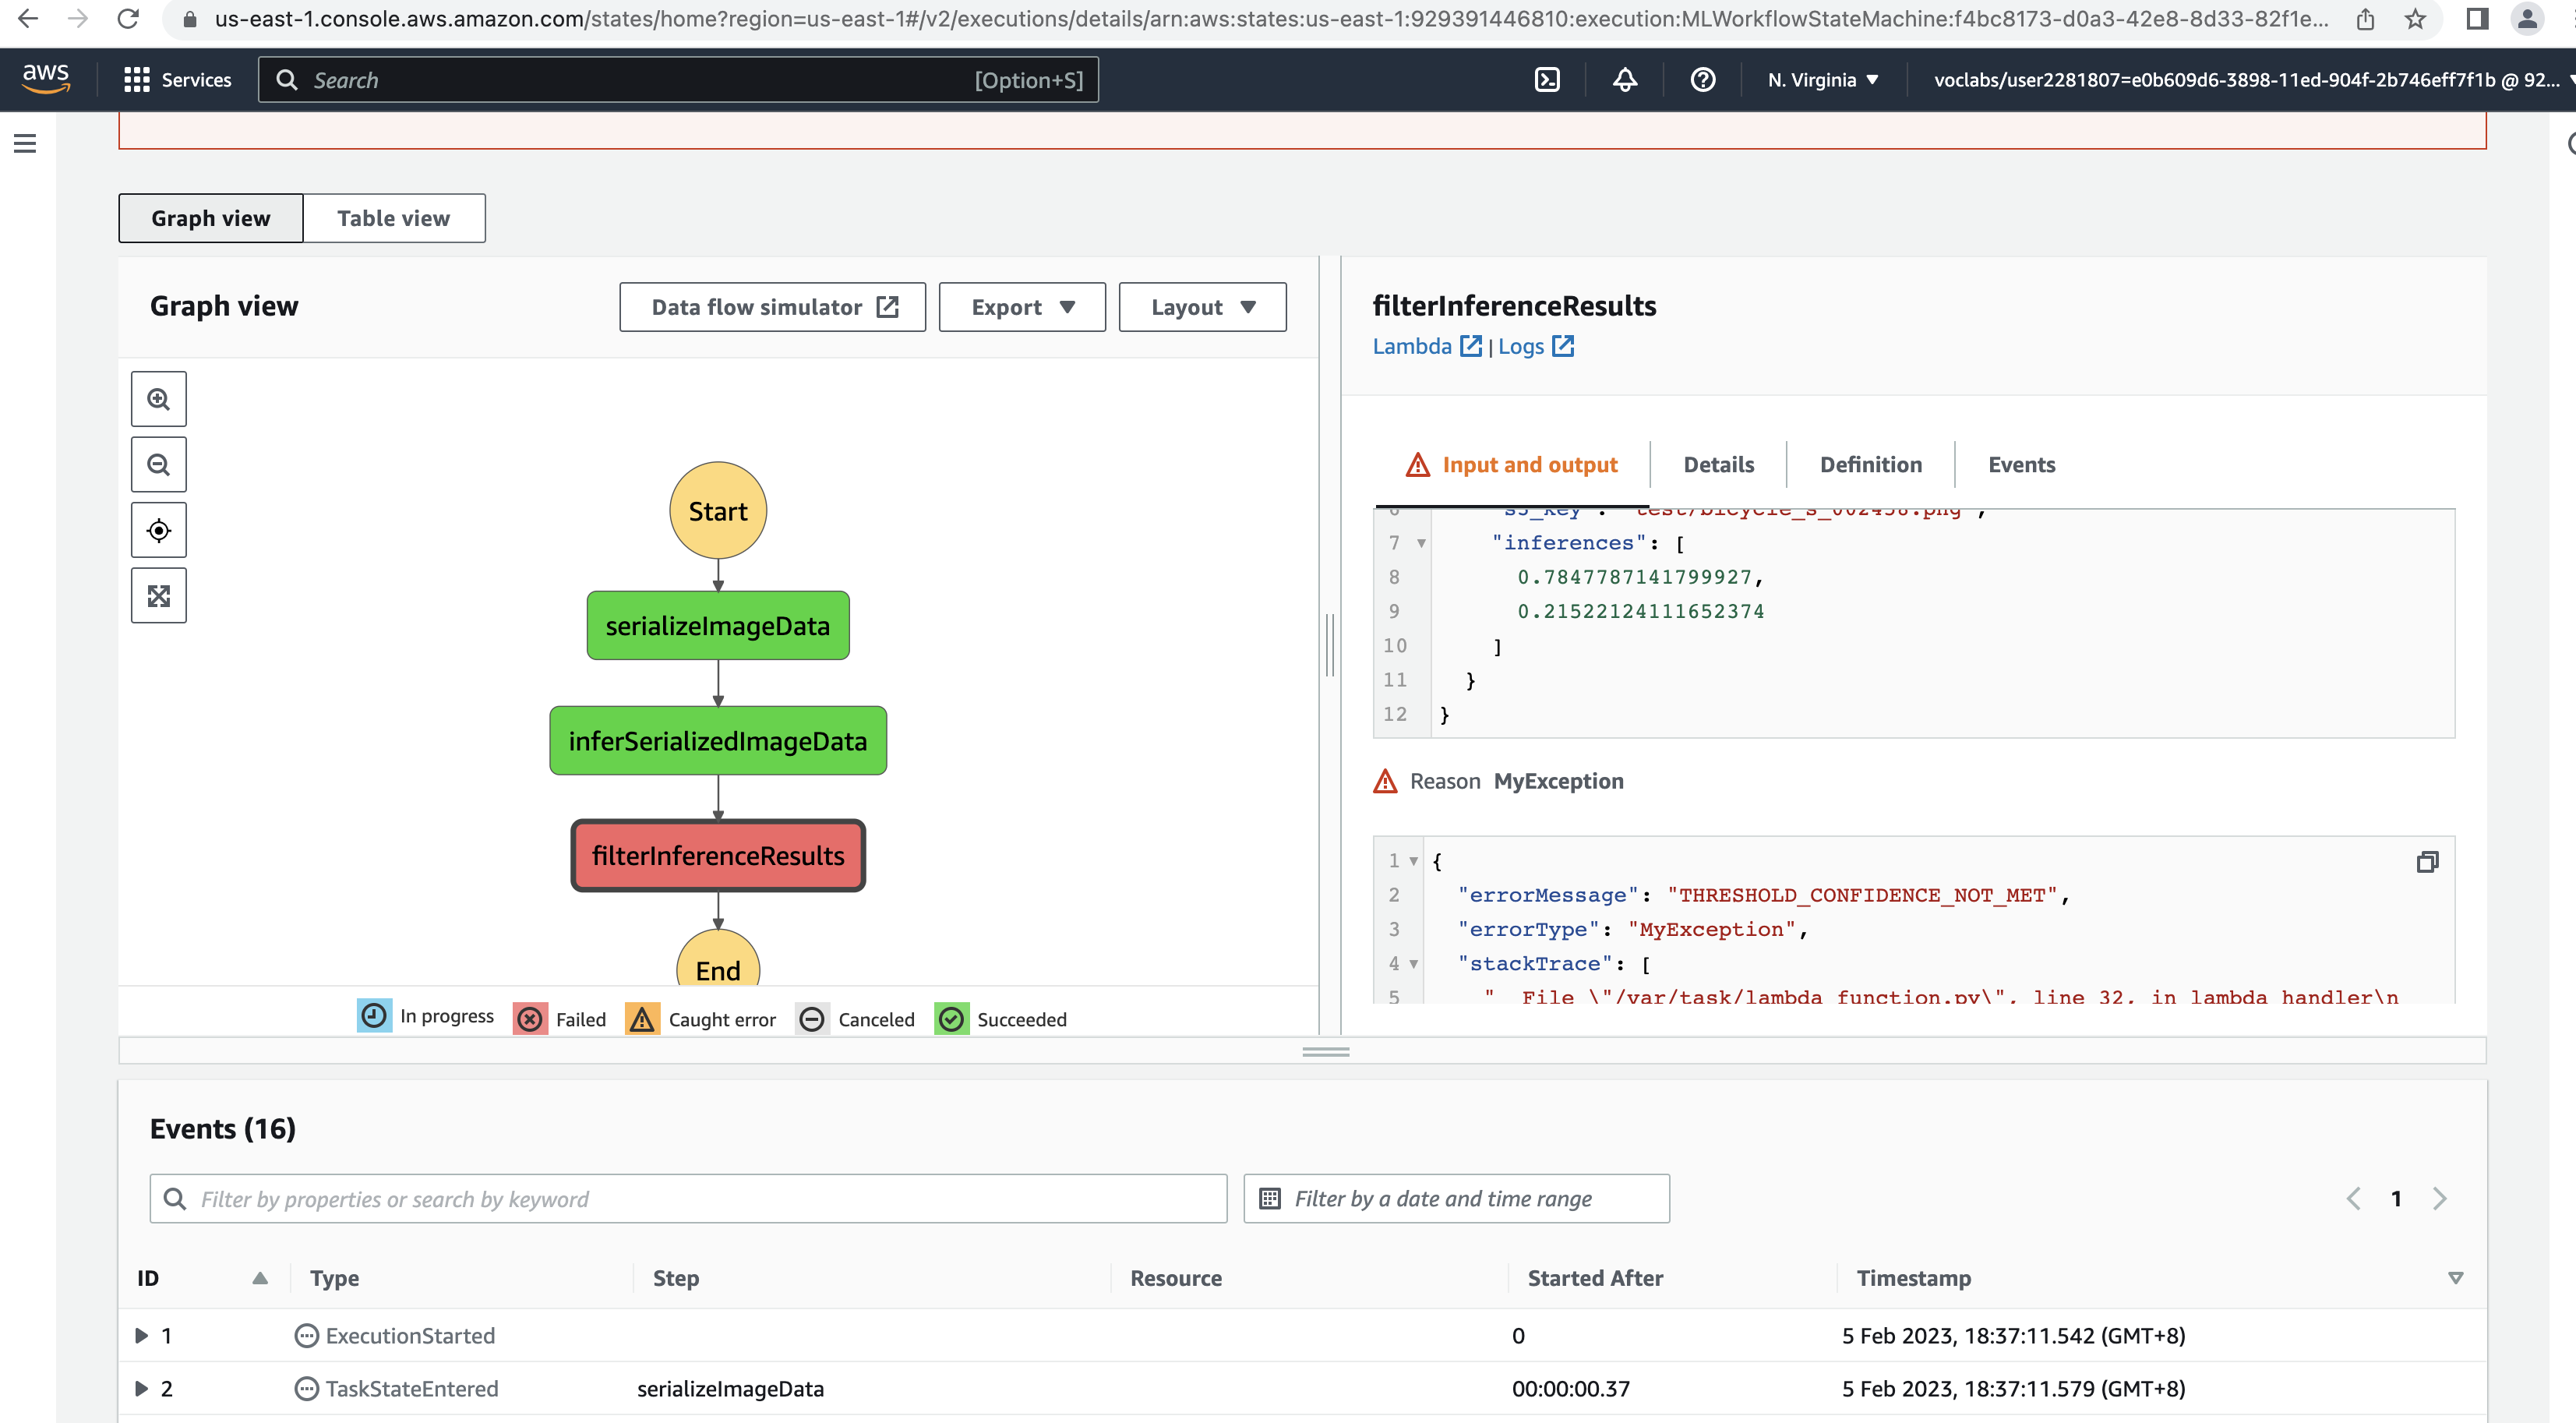 us-east-1.console.aws.amazon.com/states/home?region=us-east-1#/v2/executions/details/arn:aws:states:us-east-1:929391446810:execution:MLWorkflowStateMachine:f4bc8173-d0a3-42e8-8d33-82f1e...
aws Services Search [Option+S] N. Virginia voclabs/user2281807=e0b609d6-3898-11ed-904f-2b746eff7f1b @ 92...
Graph view Table view
Graph view Data flow simulator Export Layout
Start
serializeImageData
inferSerializedImageData
filterInferenceResults
End
In progress Failed Caught error Canceled Succeeded
filterInferenceResults
Lambda | Logs
Input and output Details Definition Events
6 "s3_key": "test/bicycle_s_002458.png",
7 "inferences": [
8 0.7847787141799927,
9 0.21522124111652374
10 ]
11 }
12 }
Reason MyException
1 {
2 "errorMessage": "THRESHOLD_CONFIDENCE_NOT_MET",
3 "errorType": "MyException",
4 "stackTrace": [
5 " File \"/var/task/lambda_function.py\", line 32, in lambda_handler\n
Events (16)
Filter by properties or search by keyword Filter by a date and time range 1
ID Type Step Resource Started After Timestamp
1 ExecutionStarted 0 5 Feb 2023, 18:37:11.542 (GMT+8)
2 TaskStateEntered serializeImageData 00:00:00.37 5 Feb 2023, 18:37:11.579 (GMT+8)